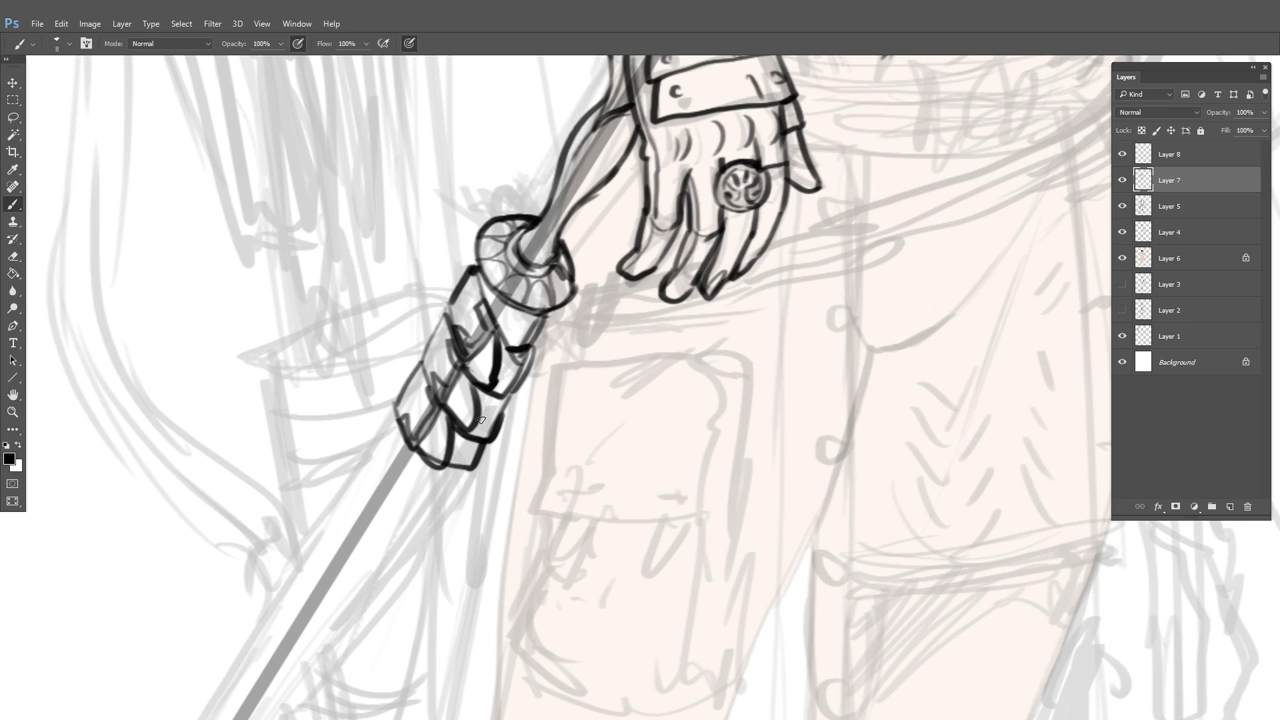 Ps File Edit Image Layer Type Select Filter 3D View Window Help
Mode: Normal Opacity: 100% Flow: 100%
Layers
Kind
Normal Opacity: 100%
Lock: Fill: 100%
Layer 8
Layer 7
Layer 5
Layer 4
Layer 6
Layer 3
Layer 2
Layer 1
Background
fx